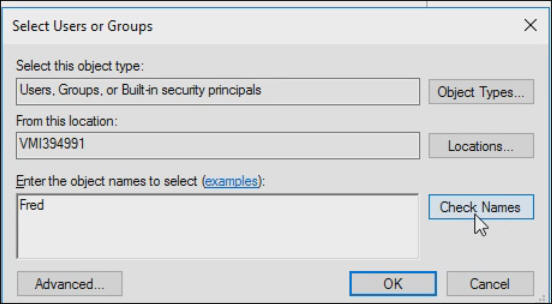 Select Users or Groups
Select this object type:
Users, Groups, or Built-in security principals
Object Types...
From this location:
VMI394991
Locations...
Enter the object names to select (examples):
Fred
Check Names
Advanced...
OK
Cancel